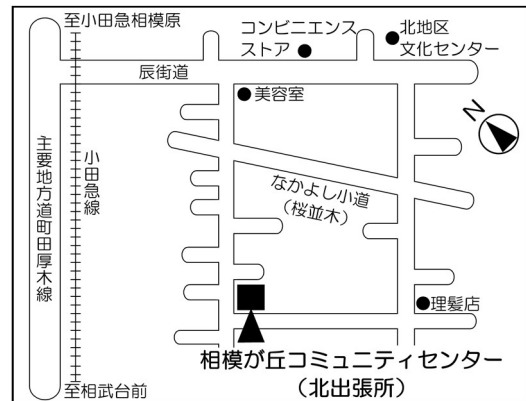 至小田急相模原
コンビニエンス
ストア
北地区
文化センター
辰街道
美容室
N
主要地方道町田厚木線
小田急線
なかよし小道
(桜並木)
理髪店
相模が丘コミュニティセンター
(北出張所)
至相武台前